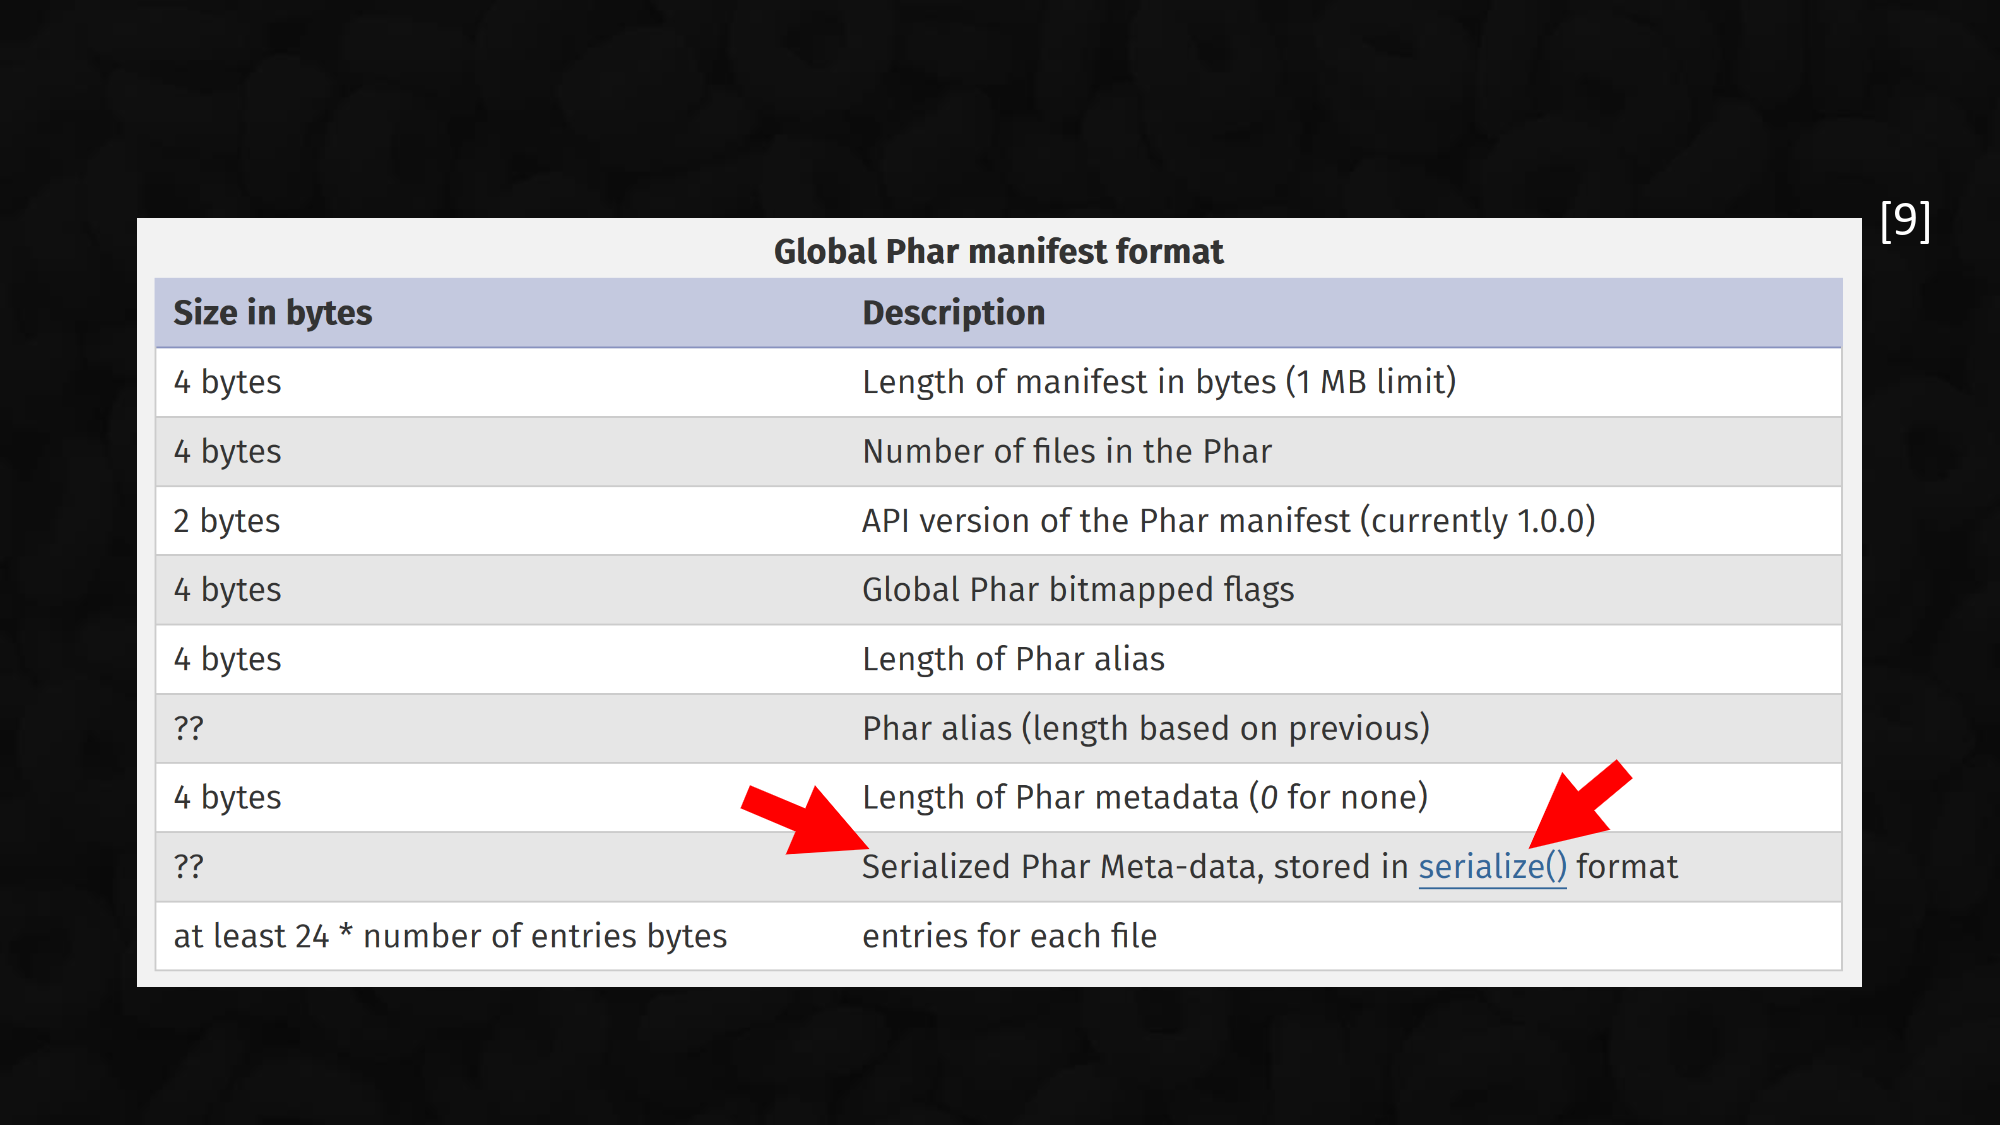 [9]
Global Phar manifest format
Size in bytes Description
4 bytes Length of manifest in bytes (1 MB limit)
4 bytes Number of files in the Phar
2 bytes API version of the Phar manifest (currently 1.0.0)
4 bytes Global Phar bitmapped flags
4 bytes Length of Phar alias
?? Phar alias (length based on previous)
4 bytes Length of Phar metadata (0 for none)
?? Serialized Phar Meta-data, stored in serialize() format
at least 24 * number of entries bytes entries for each file